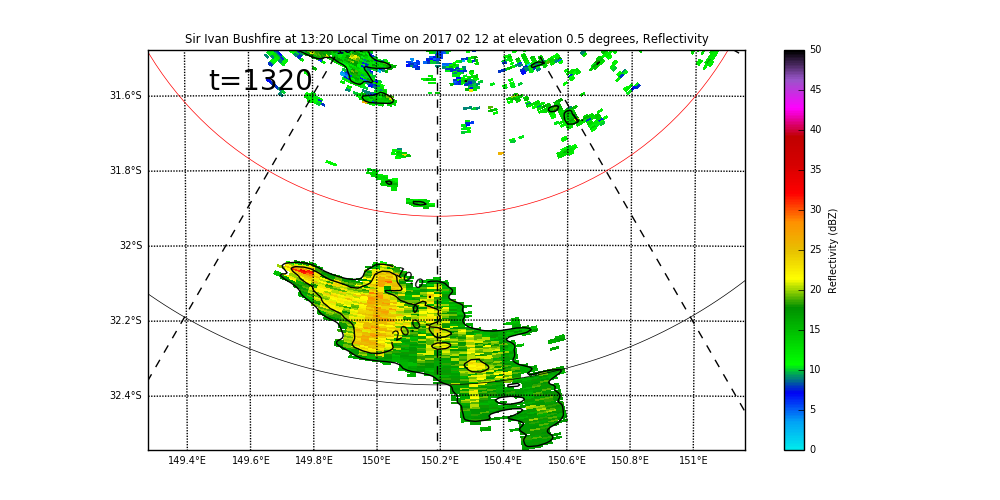 Sir Ivan Bushfire at 13:20 Local Time on 2017 02 12 at elevation 0.5 degrees, Reflectivity
t=1320
31.6°S
31.8°S
32°S
32.2°S
32.4°S
20.0
149.4°E 149.6°E 149.8°E 150°E 150.2°E 150.4°E 150.6°E 150.8°E 151°E
50
45
40
35
30
25
20
15
10
5
0
Reflectivity (dBZ)